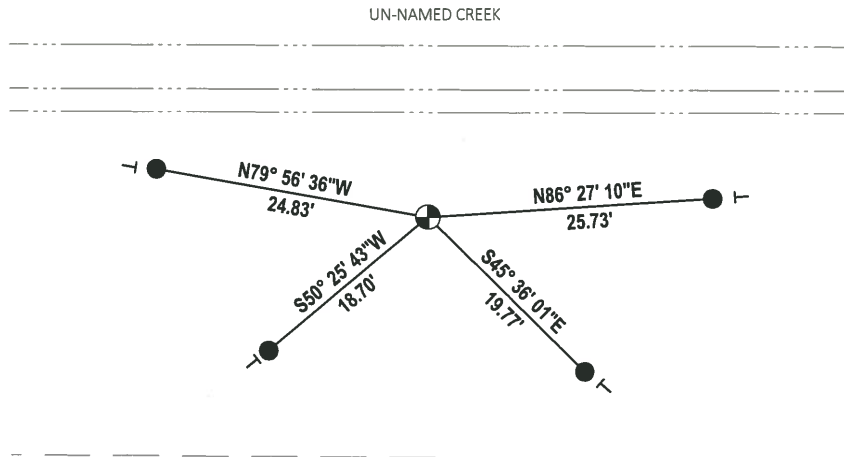 UN-NAMED CREEK
N79° 56' 36"W
24.83'
N86° 27' 10"E
25.73'
S50° 25' 43"W
18.70'
S45° 36' 01"E
19.77'